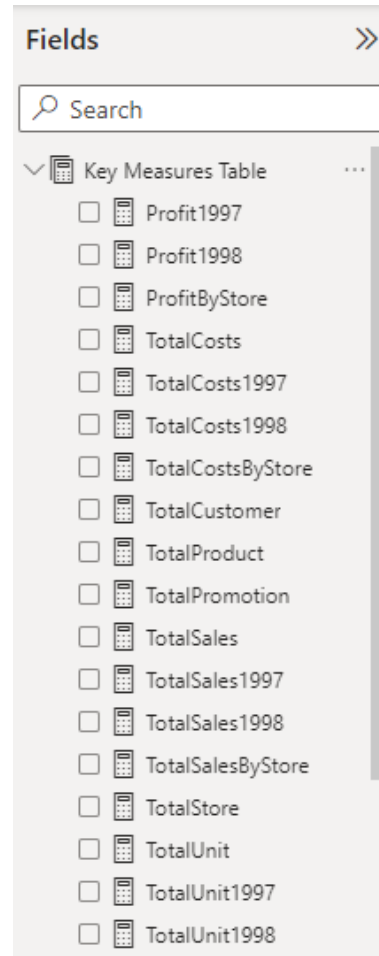 Fields
Search
Key Measures Table
Profit1997
Profit1998
ProfitByStore
TotalCosts
TotalCosts1997
TotalCosts1998
TotalCostsByStore
TotalCustomer
TotalProduct
TotalPromotion
TotalSales
TotalSales1997
TotalSales1998
TotalSalesByStore
TotalStore
TotalUnit
TotalUnit1997
TotalUnit1998